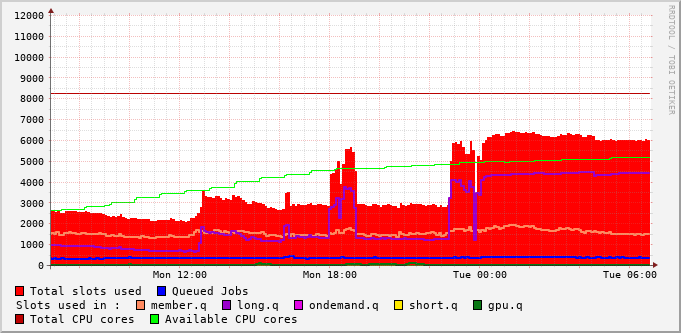 12000
11000
10000
9000
8000
7000
6000
5000
4000
3000
2000
1000
0
Mon 12:00 Mon 18:00 Tue 00:00 Tue 06:00
RRDTOOL / TOBI OETIKER
Total slots used Queued Jobs
Slots used in : member.q long.q ondemand.q short.q gpu.q
Total CPU cores Available CPU cores